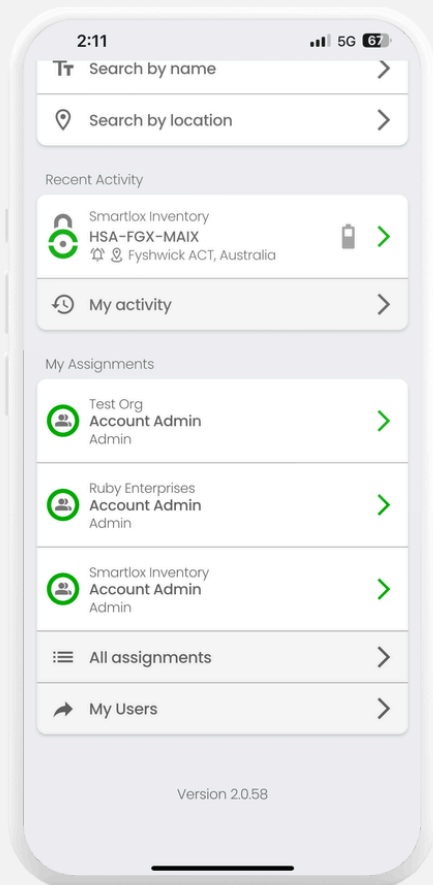 2:11
5G 67
Tt Search by name
Search by location
Recent Activity
Smartlox Inventory
HSA-FGX-MAIX
Fyshwick ACT, Australia
My activity
My Assignments
Test Org
Account Admin
Admin
Ruby Enterprises
Account Admin
Admin
Smartlox Inventory
Account Admin
Admin
All assignments
My Users
Version 2.0.58